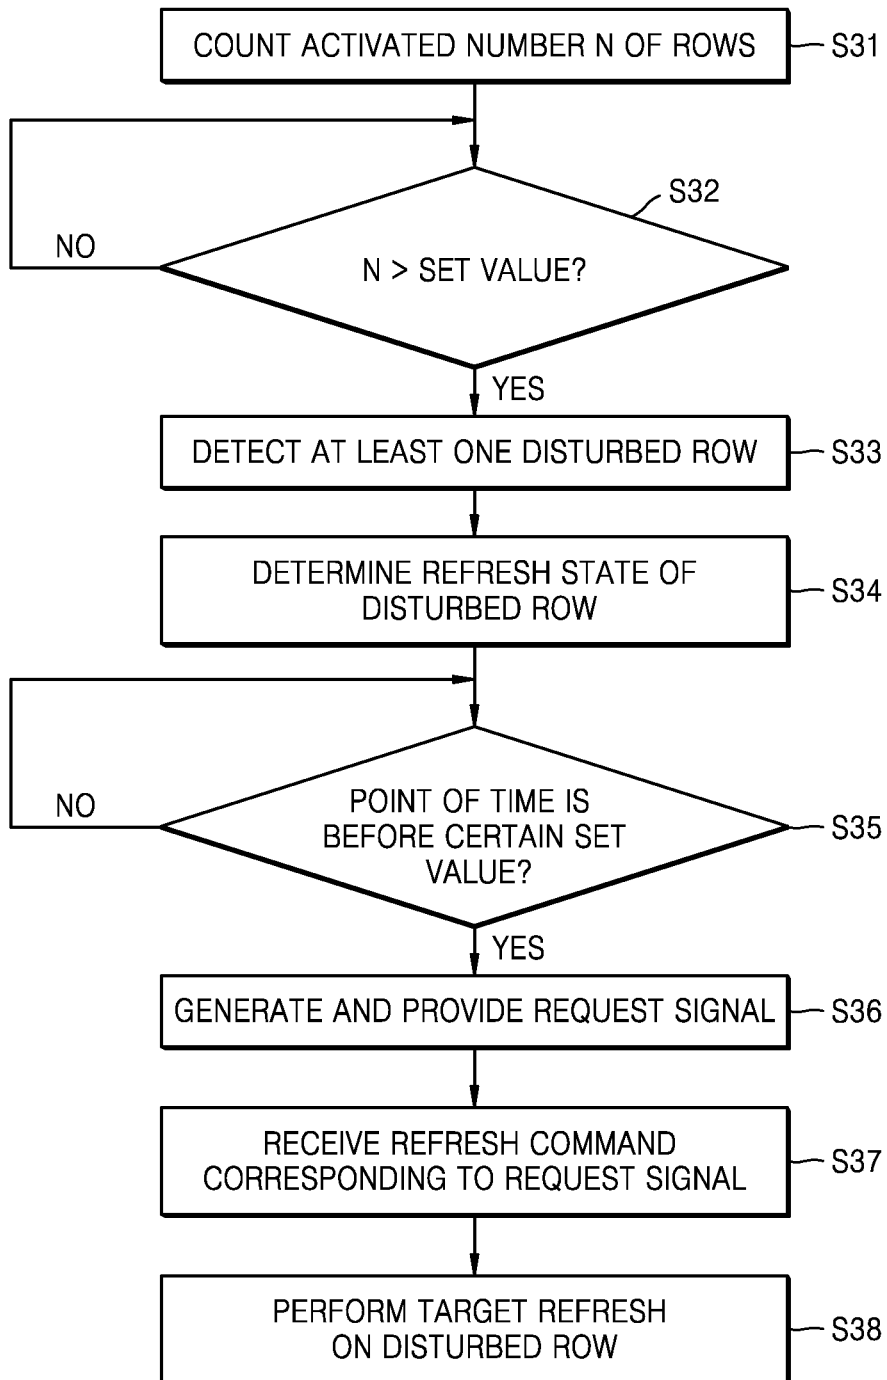 COUNT ACTIVATED NUMBER N OF ROWS
S31
S32
N > SET VALUE?
NO
YES
DETECT AT LEAST ONE DISTURBED ROW
S33
DETERMINE REFRESH STATE OF
DISTURBED ROW
S34
POINT OF TIME IS
BEFORE CERTAIN SET
VALUE?
S35
NO
YES
GENERATE AND PROVIDE REQUEST SIGNAL
S36
RECEIVE REFRESH COMMAND
CORRESPONDING TO REQUEST SIGNAL
S37
PERFORM TARGET REFRESH
ON DISTURBED ROW
S38